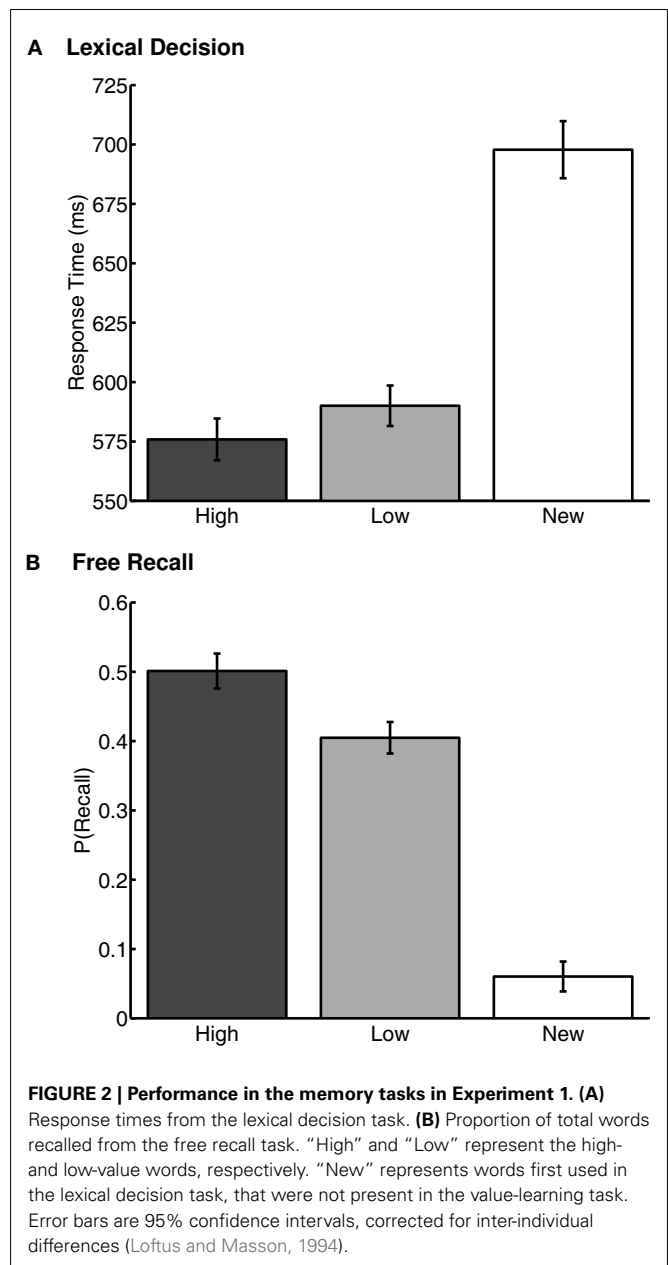 A Lexical Decision
725
700
675
650
625
600
575
550
Response Time (ms)
High Low New
B Free Recall
0.6
0.5
0.4
0.3
0.2
0.1
0
P(Recall)
High Low New
FIGURE 2 | Performance in the memory tasks in Experiment 1. (A)
Response times from the lexical decision task. (B) Proportion of total words
recalled from the free recall task. “High” and “Low” represent the high-
and low-value words, respectively. “New” represents words first used in
the lexical decision task, that were not present in the value-learning task.
Error bars are 95% confidence intervals, corrected for inter-individual
differences (Loftus and Masson, 1994).